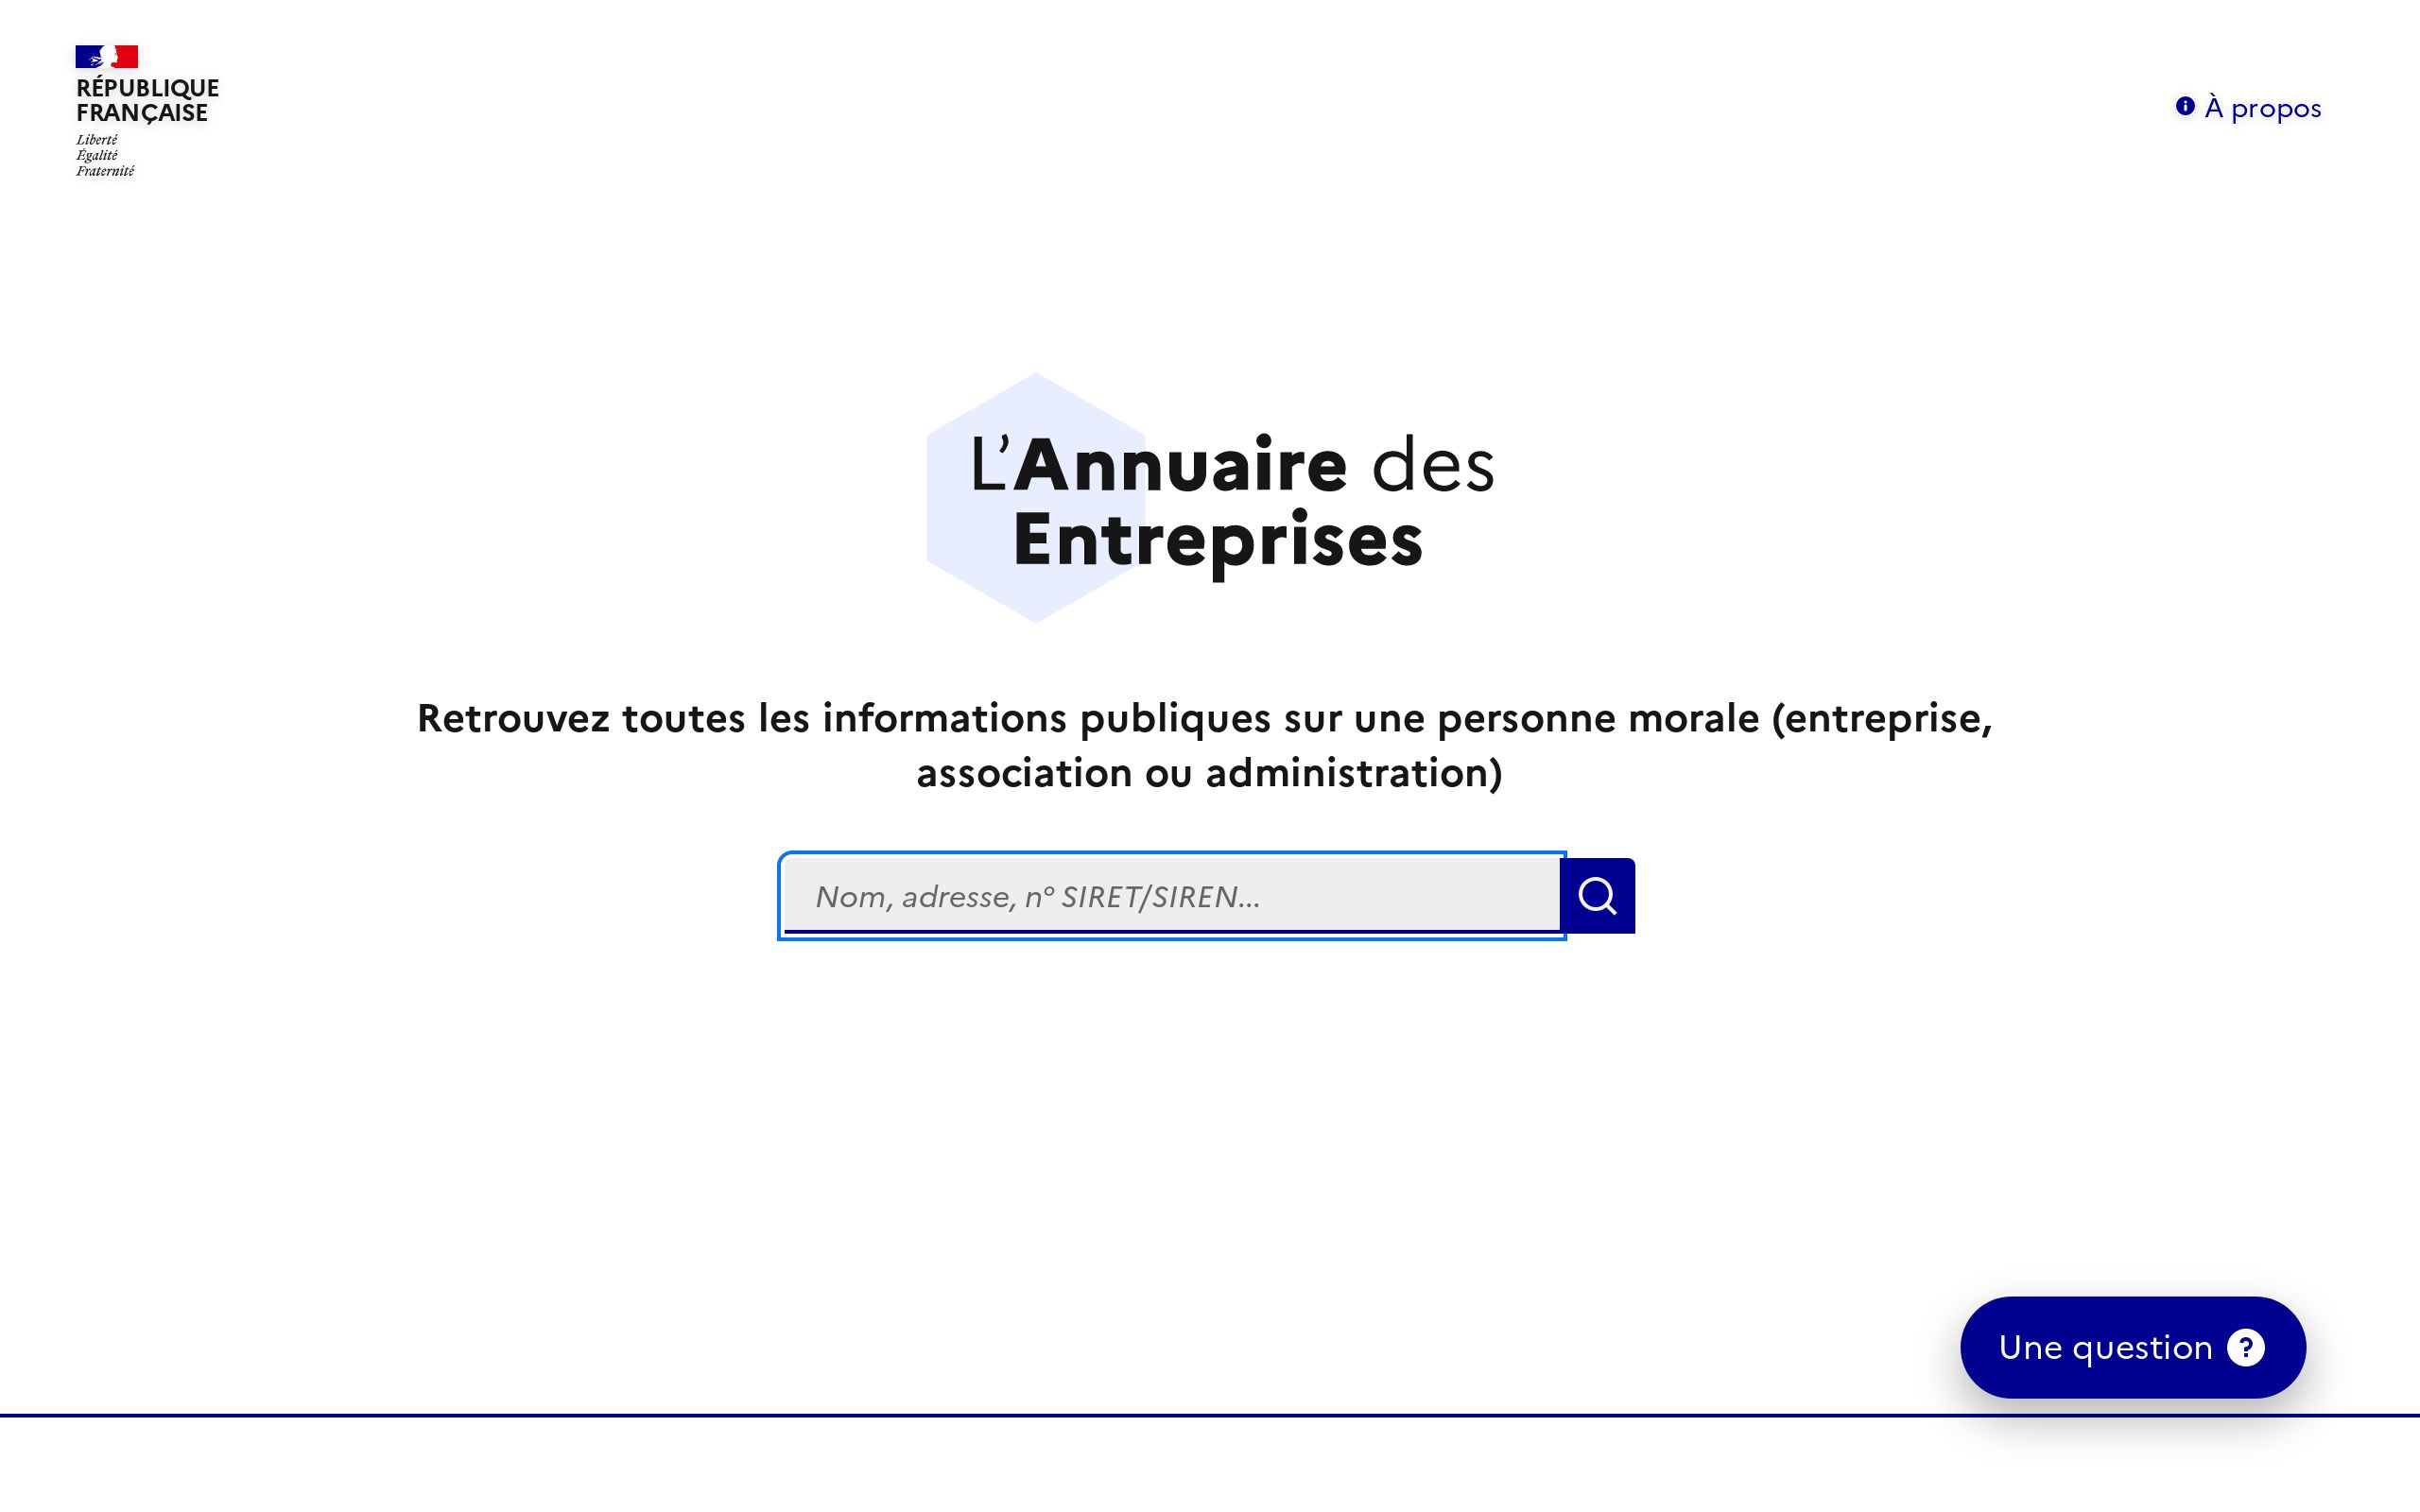 RÉPUBLIQUE
FRANÇAISE
Liberté
Égalité
Fraternité
À propos
L’Annuaire des
Entreprises
Retrouvez toutes les informations publiques sur une personne morale (entreprise,
association ou administration)
Nom, adresse, n° SIRET/SIREN...
Une question ?